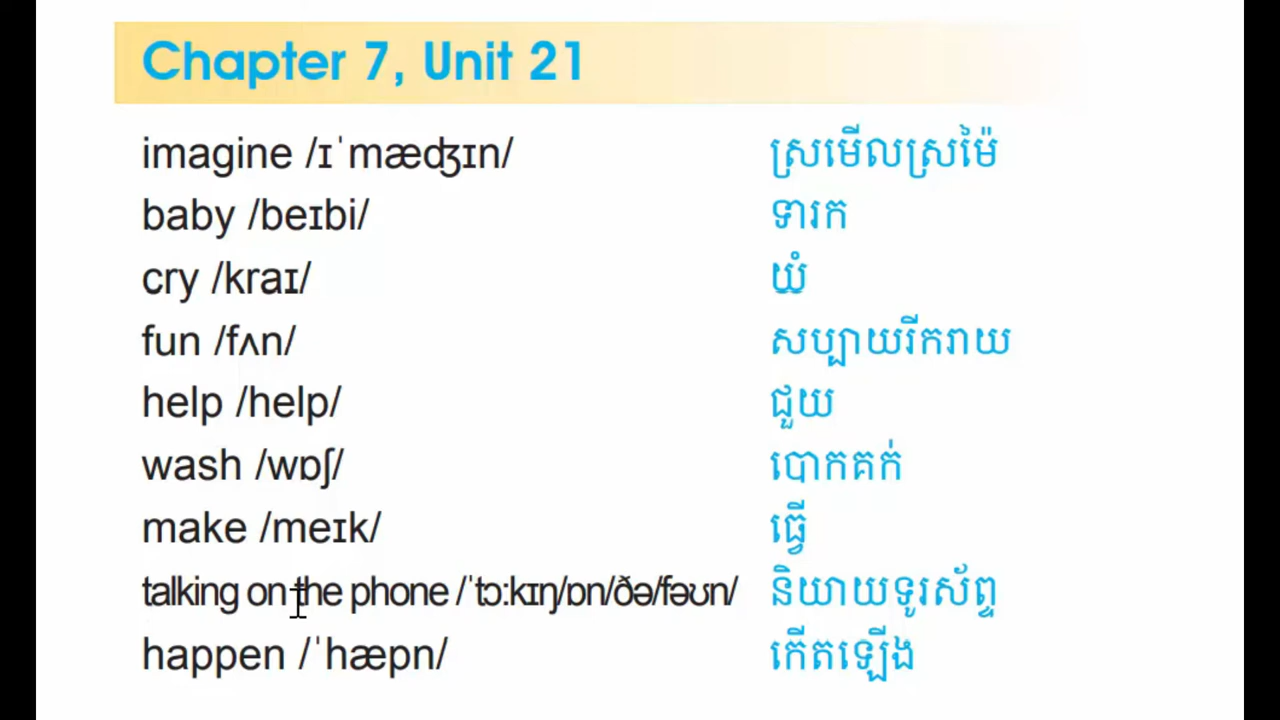 Chapter 7, Unit 21
imagine /ɪˈmæʤɪn/ ស្រមើលស្រម៉ៃ
baby /beɪbi/ ទារក
cry /kraɪ/ យំ
fun /fʌn/ សប្បាយរីករាយ
help /help/ ជួយ
wash /wɒʃ/ បោកគក់
make /meɪk/ ធ្វើ
talking on the phone /ˈtɔ:kɪŋ/ɒn/ðə/fəʊn/ និយាយទូរស័ព្ទ
happen /ˈhæpn/ កើតឡើង